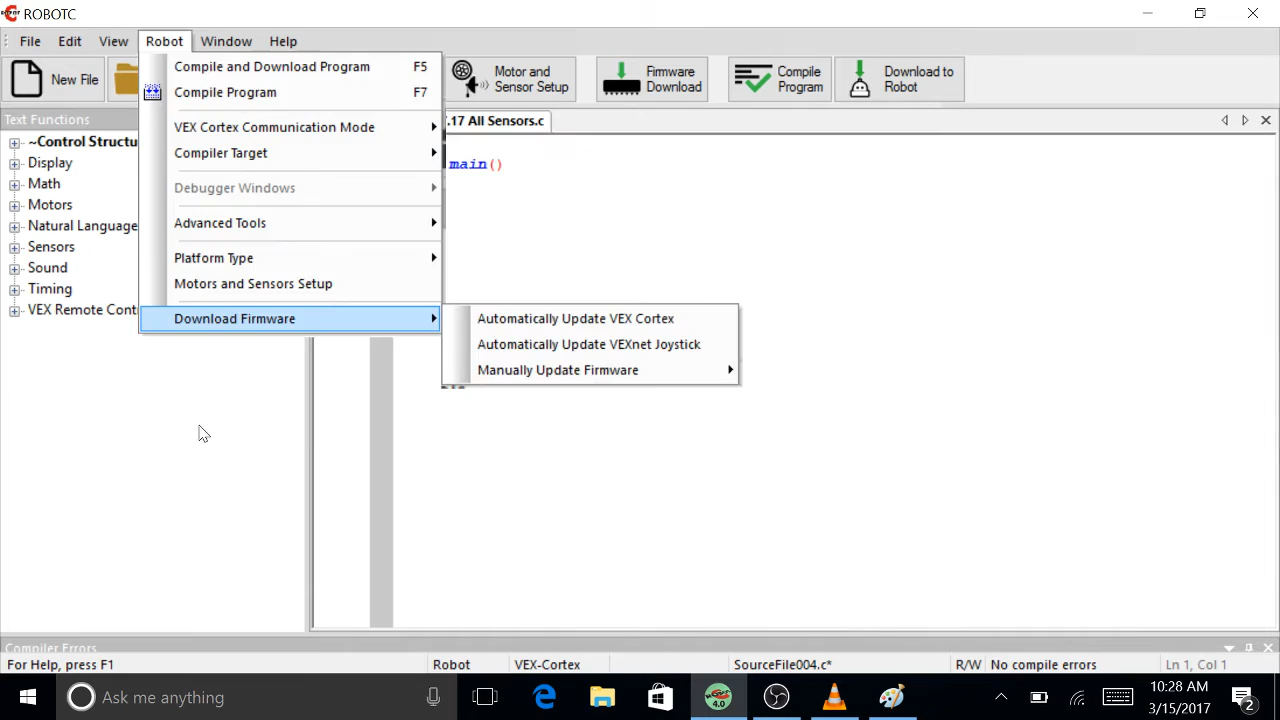 ROBOTC
File Edit View Robot Window Help
New File
Motor and
Sensor Setup
Firmware
Download
Compile
Program
Download to
Robot
Compile and Download Program F5
Compile Program F7
VEX Cortex Communication Mode
Compiler Target
Debugger Windows
Advanced Tools
Platform Type
Motors and Sensors Setup
Download Firmware
Automatically Update VEX Cortex
Automatically Update VEXnet Joystick
Manually Update Firmware
Text Functions
~Control Structu
Display
Math
Motors
Natural Language
Sensors
Sound
Timing
VEX Remote Cont
.17 All Sensors.c
main()
Compiler Errors
For Help, press F1 Robot VEX-Cortex SourceFile004.c* R/W No compile errors Ln 1, Col 1
Ask me anything
4.0
10:28 AM
3/15/2017
2